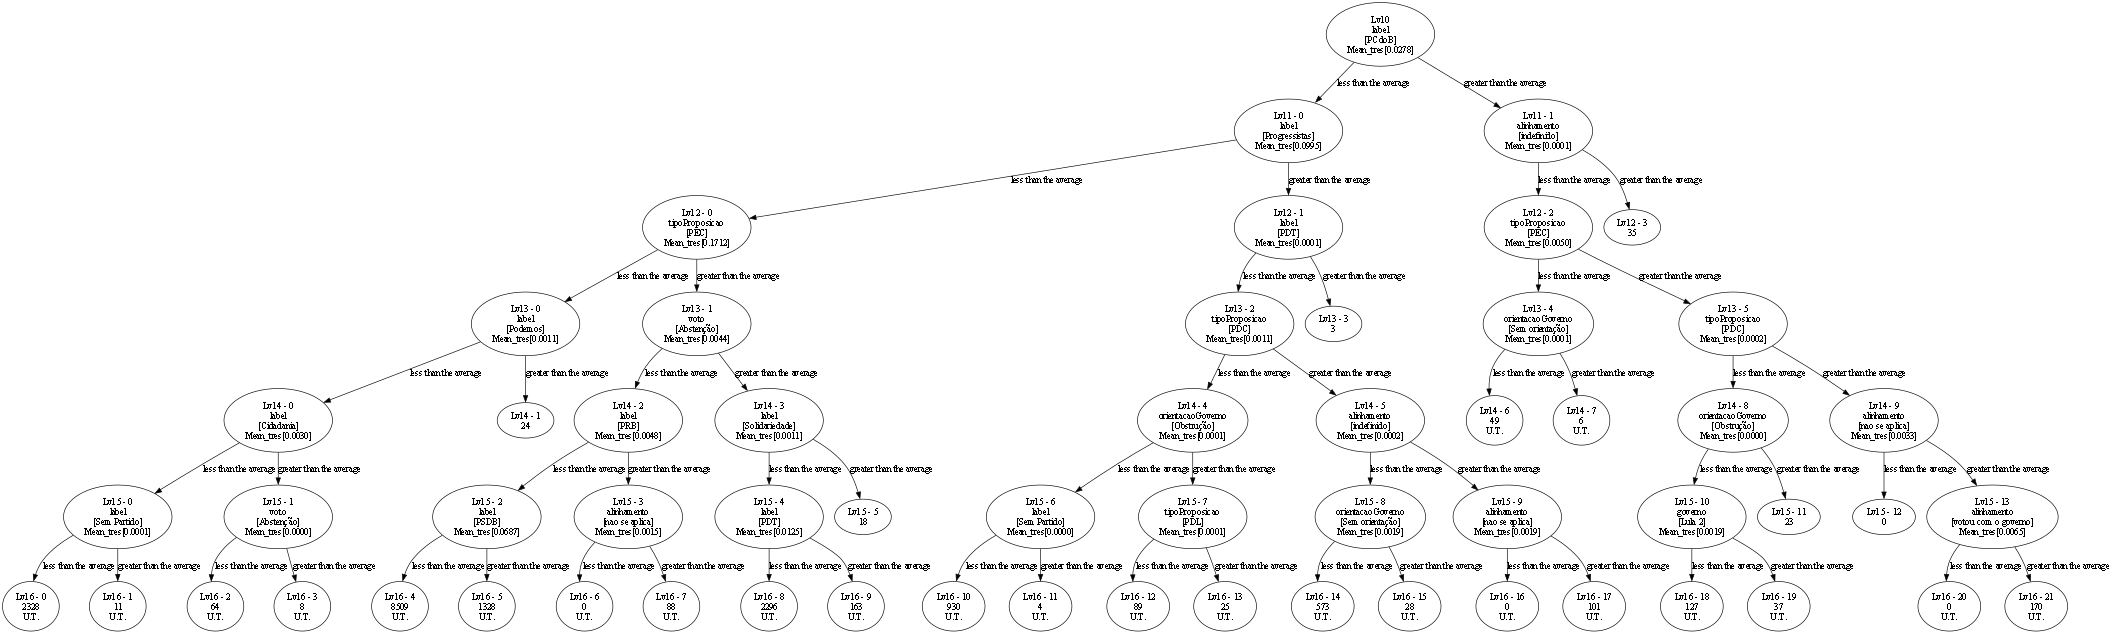 Lvl0
label
[PCdoB]
Mean_tres[0.0278]
less than the average
greater than the average
Lvl1 - 0
label
[Progressistas]
Mean_tres[0.0995]
Lvl1 - 1
alinhamento
[indefinido]
Mean_tres[0.0001]
less than the average
greater than the average
less than the average
greater than the average
Lvl2 - 0
tipoProposicao
[PEC]
Mean_tres[0.1712]
Lvl2 - 1
label
[PDT]
Mean_tres[0.0001]
Lvl2 - 2
tipoProposicao
[PEC]
Mean_tres[0.0050]
Lvl2 - 3
35
less than the average
greater than the average
less than the average
greater than the average
less than the average
greater than the average
Lvl3 - 0
label
[Podemos]
Mean_tres[0.0011]
Lvl3 - 1
voto
[Abstenção]
Mean_tres[0.0044]
Lvl3 - 2
tipoProposicao
[PDC]
Mean_tres[0.0011]
Lvl3 - 3
3
Lvl3 - 4
orientacaoGoverno
[Sem orientação]
Mean_tres[0.0001]
Lvl3 - 5
tipoProposicao
[PDC]
Mean_tres[0.0002]
less than the average
greater than the average
less than the average
greater than the average
less than the average
greater than the average
less than the average
greater than the average
less than the average
greater than the average
Lvl4 - 0
label
[Cidadania]
Mean_tres[0.0030]
Lvl4 - 1
24
Lvl4 - 2
label
[PRB]
Mean_tres[0.0048]
Lvl4 - 3
label
[Solidariedade]
Mean_tres[0.0011]
Lvl4 - 4
orientacaoGoverno
[Obstrução]
Mean_tres[0.0001]
Lvl4 - 5
alinhamento
[indefinido]
Mean_tres[0.0002]
Lvl4 - 6
49
U.T.
Lvl4 - 7
6
U.T.
Lvl4 - 8
orientacaoGoverno
[Obstrução]
Mean_tres[0.0000]
Lvl4 - 9
alinhamento
[nao se aplica]
Mean_tres[0.0033]
less than the average
greater than the average
less than the average
greater than the average
less than the average
greater than the average
less than the average
greater than the average
less than the average
greater than the average
less than the average
greater than the average
less than the average
greater than the average
Lvl5 - 0
label
[Sem Partido]
Mean_tres[0.0001]
Lvl5 - 1
voto
[Abstenção]
Mean_tres[0.0000]
Lvl5 - 2
label
[PSDB]
Mean_tres[0.0687]
Lvl5 - 3
alinhamento
[nao se aplica]
Mean_tres[0.0015]
Lvl5 - 4
label
[PDT]
Mean_tres[0.0125]
Lvl5 - 5
18
Lvl5 - 6
label
[Sem Partido]
Mean_tres[0.0000]
Lvl5 - 7
tipoProposicao
[PDL]
Mean_tres[0.0001]
Lvl5 - 8
orientacaoGoverno
[Sem orientação]
Mean_tres[0.0019]
Lvl5 - 9
alinhamento
[nao se aplica]
Mean_tres[0.0019]
Lvl5 - 10
governo
[Lula 2]
Mean_tres[0.0019]
Lvl5 - 11
23
Lvl5 - 12
0
Lvl5 - 13
alinhamento
[votou com o governo]
Mean_tres[0.0065]
less than the average
greater than the average
less than the average
greater than the average
less than the average
greater than the average
less than the average
greater than the average
less than the average
greater than the average
less than the average
greater than the average
less than the average
greater than the average
less than the average
greater than the average
less than the average
greater than the average
less than the average
greater than the average
less than the average
greater than the average
Lvl6 - 0
2328
U.T.
Lvl6 - 1
11
U.T.
Lvl6 - 2
64
U.T.
Lvl6 - 3
8
U.T.
Lvl6 - 4
8509
U.T.
Lvl6 - 5
1328
U.T.
Lvl6 - 6
0
U.T.
Lvl6 - 7
88
U.T.
Lvl6 - 8
2296
U.T.
Lvl6 - 9
163
U.T.
Lvl6 - 10
930
U.T.
Lvl6 - 11
4
U.T.
Lvl6 - 12
89
U.T.
Lvl6 - 13
25
U.T.
Lvl6 - 14
573
U.T.
Lvl6 - 15
28
U.T.
Lvl6 - 16
0
U.T.
Lvl6 - 17
101
U.T.
Lvl6 - 18
127
U.T.
Lvl6 - 19
37
U.T.
Lvl6 - 20
0
U.T.
Lvl6 - 21
170
U.T.